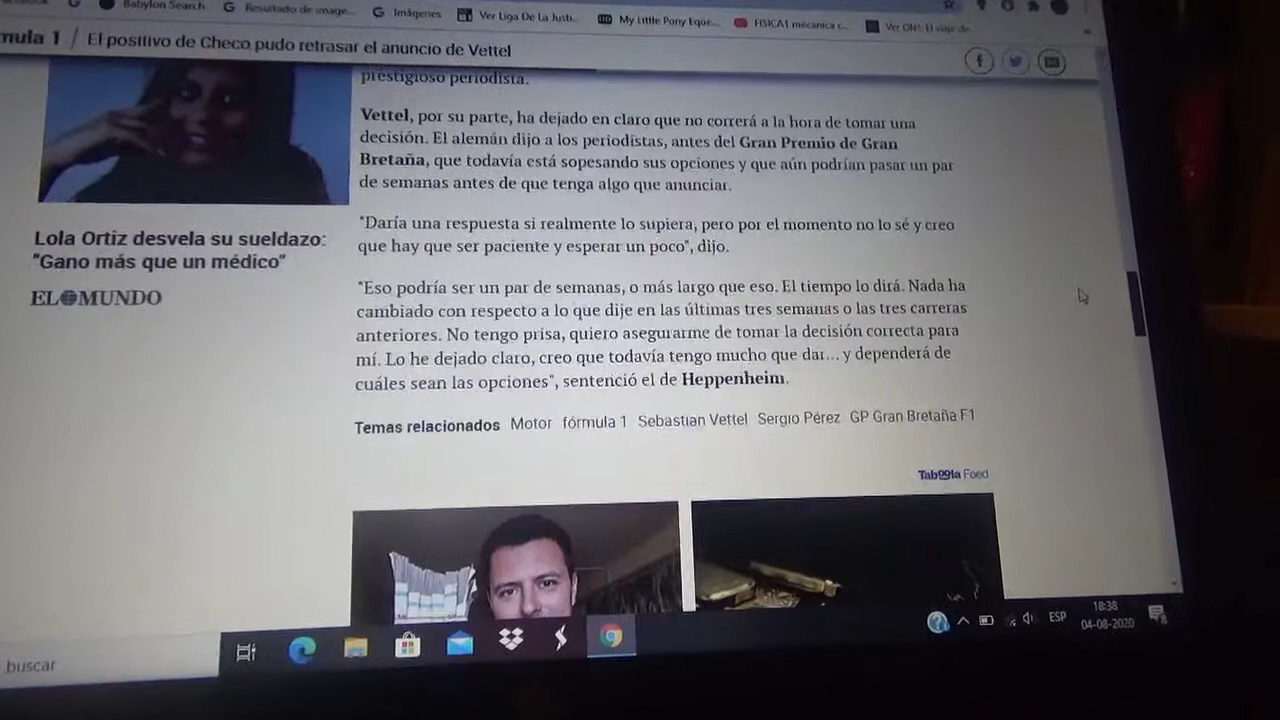 Babylon Search
Resultado de image...
Imágenes
Ver Liga De La Justi...
My Little Pony Eque...
FISICA1 mecanica c...
Ver Olé! El viaje de
mula 1 / El positivo de Checo pudo retrasar el anuncio de Vettel
prestigioso periodista.
Vettel, por su parte, ha dejado en claro que no correrá a la hora de tomar una
decisión. El alemán dijo a los periodistas, antes del Gran Premio de Gran
Bretaña, que todavía está sopesando sus opciones y que aún podrían pasar un par
de semanas antes de que tenga algo que anunciar.
"Daría una respuesta si realmente lo supiera, pero por el momento no lo sé y creo
que hay que ser paciente y esperar un poco", dijo.
"Eso podría ser un par de semanas, o más largo que eso. El tiempo lo dirá. Nada ha
cambiado con respecto a lo que dije en las últimas tres semanas o las tres carreras
anteriores. No tengo prisa, quiero asegurarme de tomar la decisión correcta para
mí. Lo he dejado claro, creo que todavía tengo mucho que dar... y dependerá de
cuáles sean las opciones", sentenció el de Heppenheim.
Temas relacionados Motor fórmula 1 Sebastian Vettel Sergio Pérez GP Gran Bretaña F1
Lola Ortiz desvela su sueldazo:
"Gano más que un médico"
EL MUNDO
Taboola Feed
buscar
ESP
18:38
04-08-2020
8